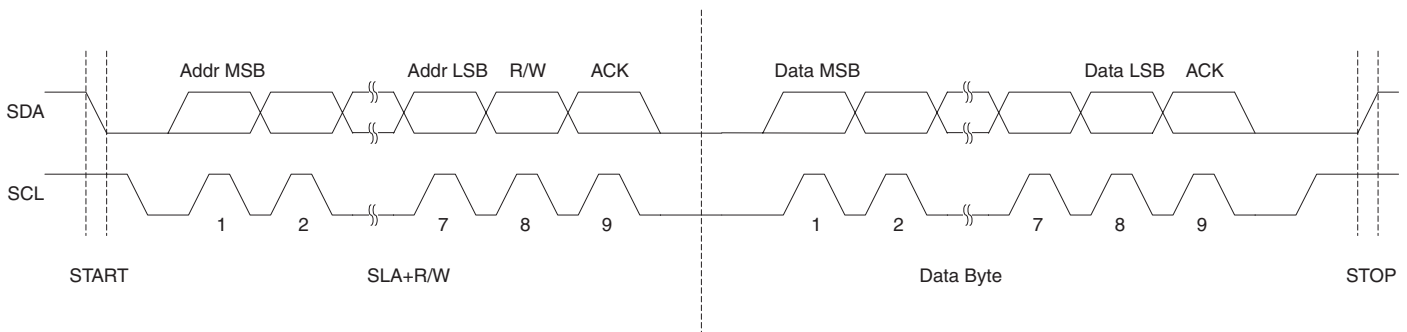 Addr MSB Addr LSB R/W ACK Data MSB Data LSB ACK
SDA
SCL
1 2 7 8 9 1 2 7 8 9
START SLA+R/W Data Byte STOP